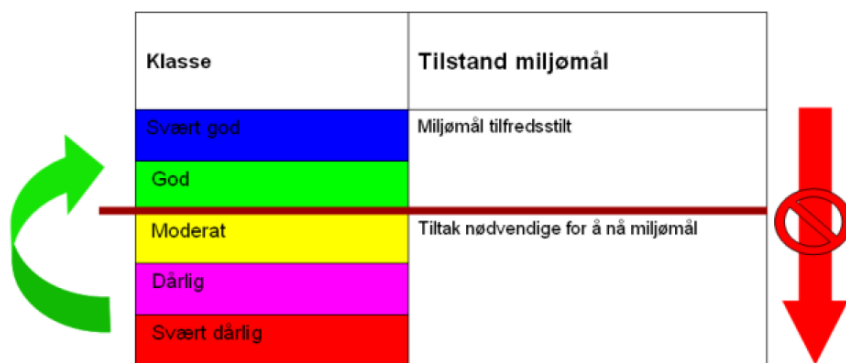 Klasse
Tilstand miljømål
Svært god
Miljømål tilfredsstilt
God
Moderat
Tiltak nødvendige for å nå miljømål
Dårlig
Svært dårlig